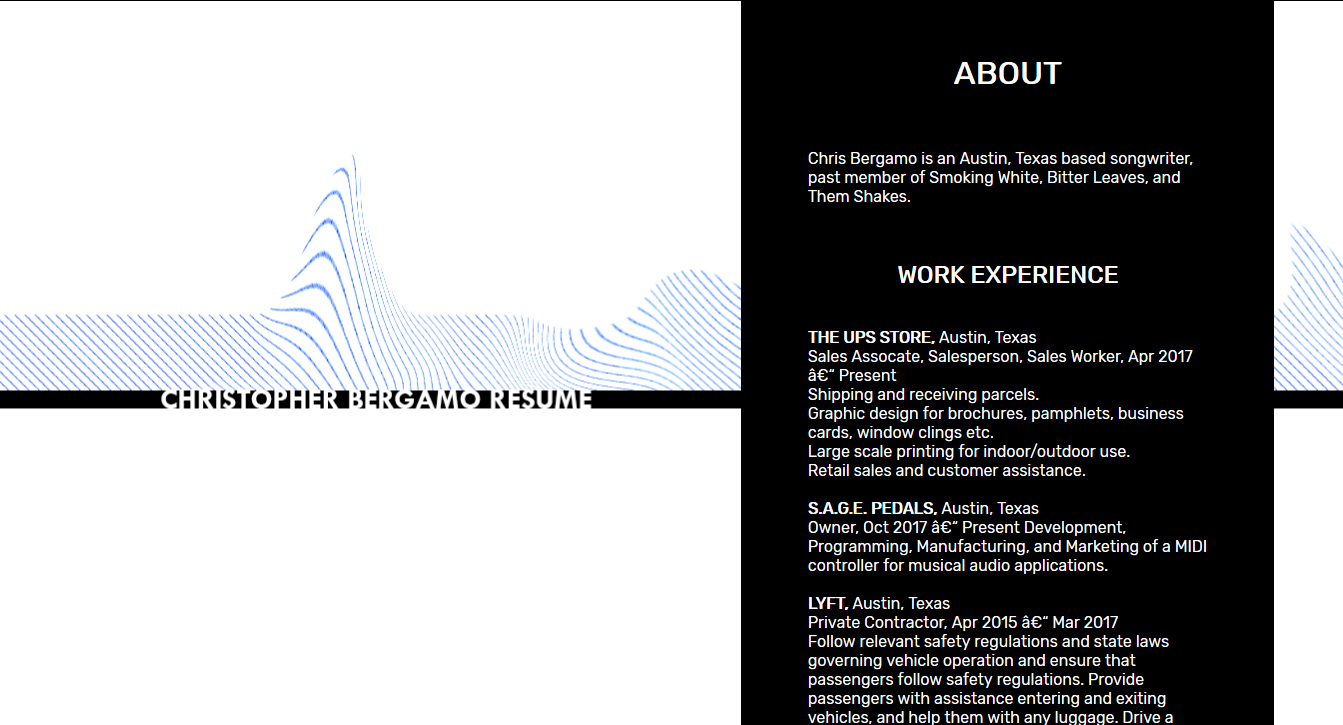 CHRISTOPHER BERGAMO RESUME
ABOUT
Chris Bergamo is an Austin, Texas based songwriter,
past member of Smoking White, Bitter Leaves, and
Them Shakes.
WORK EXPERIENCE
THE UPS STORE, Austin, Texas
Sales Assocate, Salesperson, Sales Worker, Apr 2017
â€“ Present
Shipping and receiving parcels.
Graphic design for brochures, pamphlets, business
cards, window clings etc.
Large scale printing for indoor/outdoor use.
Retail sales and customer assistance.
S.A.G.E. PEDALS, Austin, Texas
Owner, Oct 2017 â€“ Present Development,
Programming, Manufacturing, and Marketing of a MIDI
controller for musical audio applications.
LYFT, Austin, Texas
Private Contractor, Apr 2015 â€“ Mar 2017
Follow relevant safety regulations and state laws
governing vehicle operation and ensure that
passengers follow safety regulations. Provide
passengers with assistance entering and exiting
vehicles, and help them with any luggage. Drive a